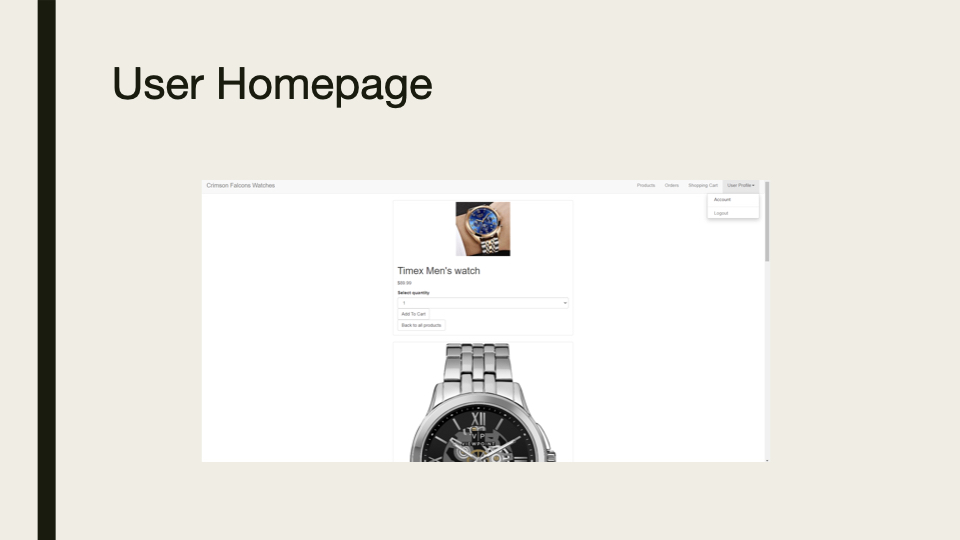 User Homepage
Crimson Falcons Watches
Products Orders Shopping Cart User Profile
Account
Logout
Timex Men's watch
Select quantity
1
Add To Cart
Back to all products